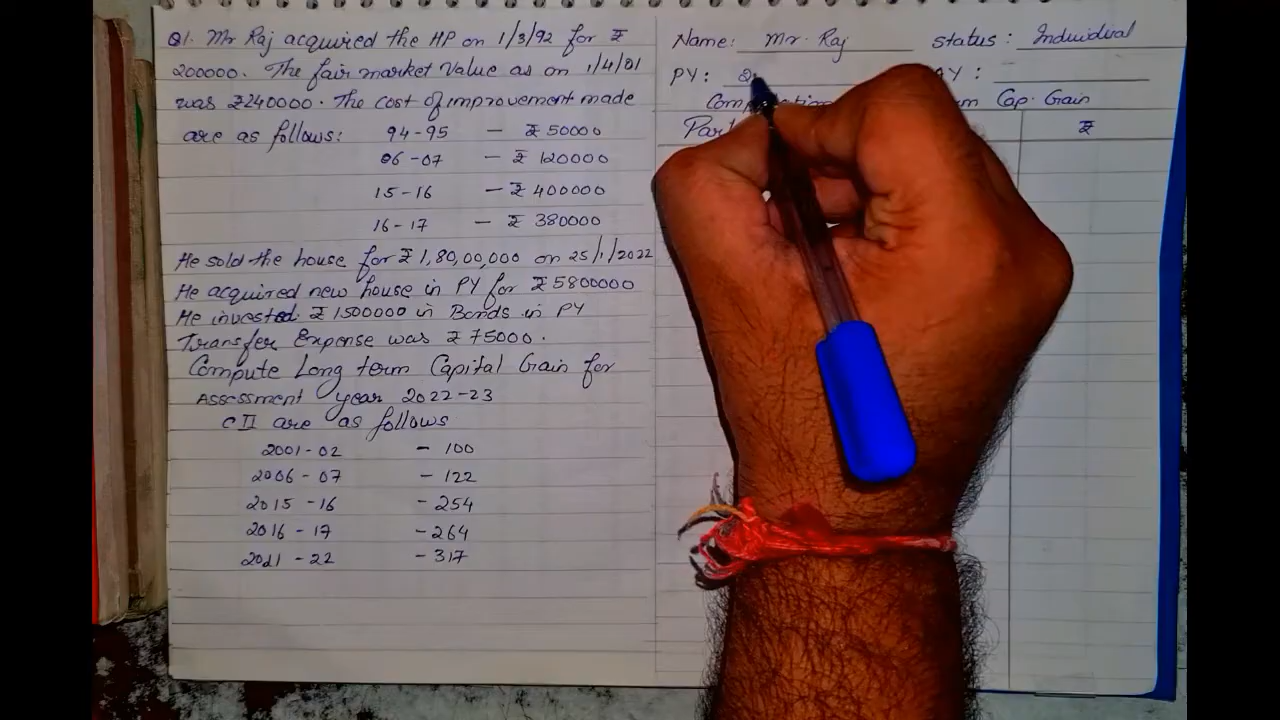 Q1. Mr Raj acquired the HP on 1/3/92 for ₹
200000. The fair market Value as on 1/4/01
was ₹240000. The cost of improvement made
are as follows: 94-95 - ₹ 50000
06-07 - ₹ 120000
15-16 - ₹ 400000
16-17 - ₹ 380000
He sold the house for ₹ 1,80,00,000 on 25/1/2022
He acquired new house in PY for ₹5800000
He invested ₹1500000 in Bonds in PY
Transfer Expense was ₹75000.
Compute Long term Capital Gain for
Assessment year 2022-23
CII are as follows
2001-02 - 100
2006-07 - 122
2015-16 - 254
2016-17 - 264
2021-22 - 317
Name: Mr. Raj Status: Individual
PY: AY:
Cap. Gain
₹